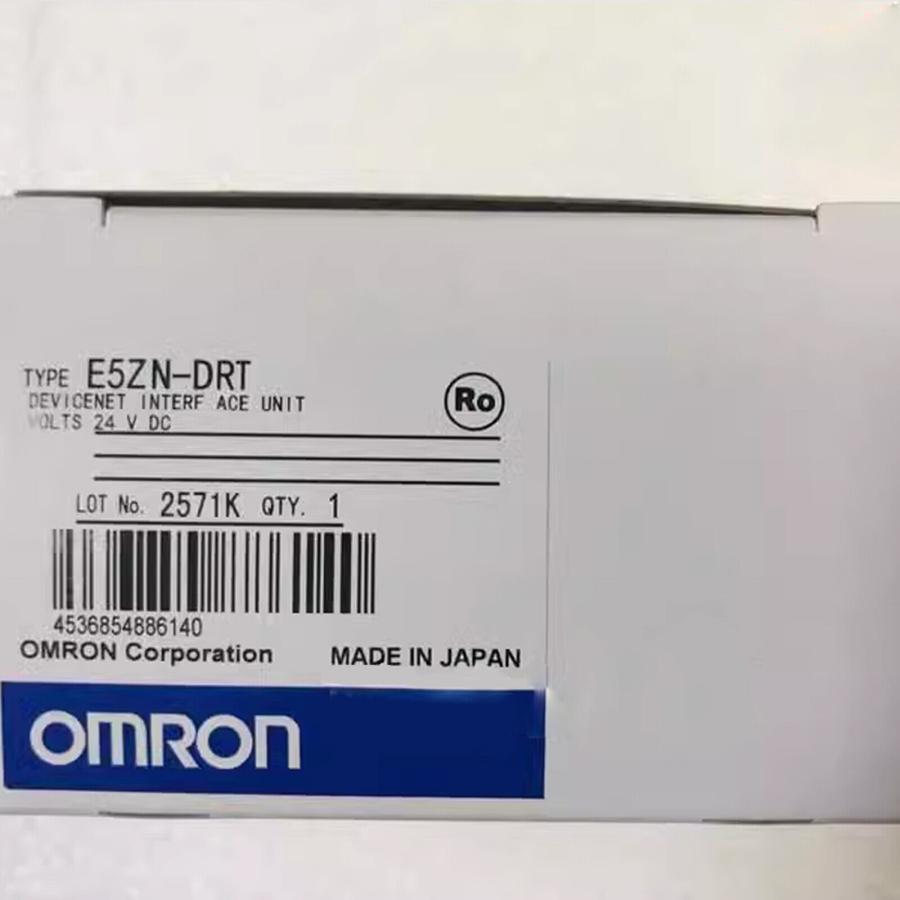 TYPE E5ZN-DRT
DEVICENET INTERF ACE UNIT
Ro
VOLTS 24 V DC
LOT No. 2571K QTY. 1
4536854886140
OMRON Corporation MADE IN JAPAN
OMRON